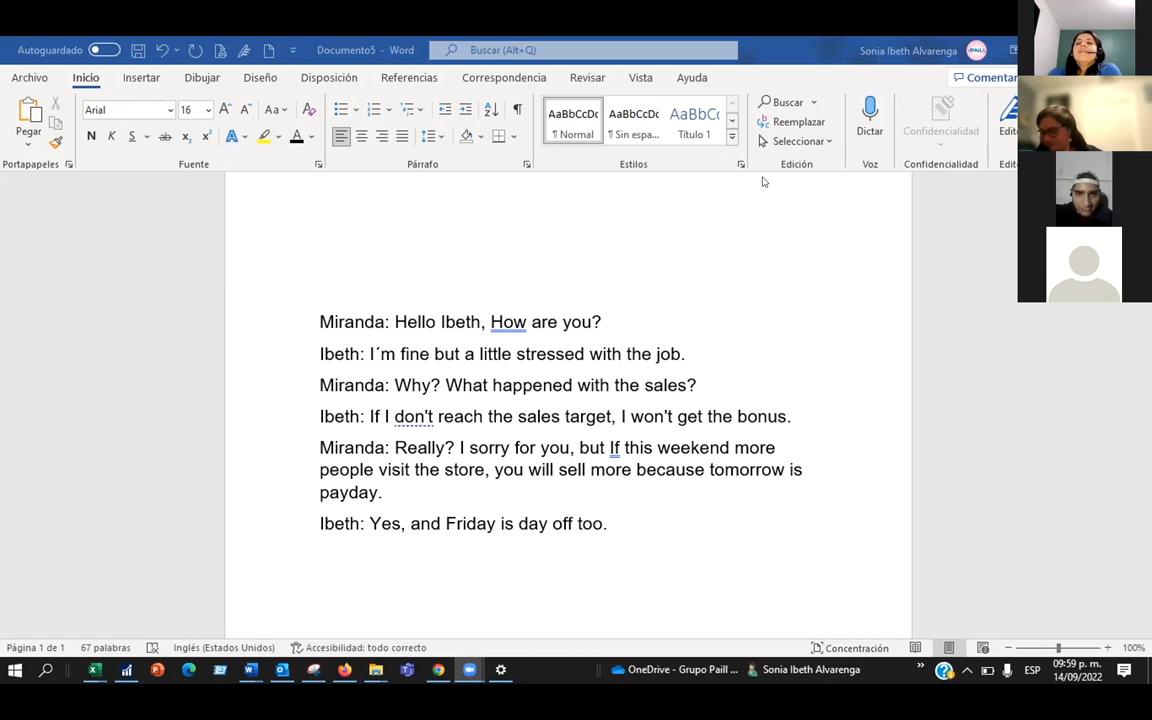 Autoguardado
Documento5 - Word
Buscar (Alt+Q)
Sonia Ibeth Alvarenga
Archivo Inicio Insertar Dibujar Diseño Disposición Referencias Correspondencia Revisar Vista Ayuda
Pegar
Arial 16
Aa
N K S ab x₂ x² A A
AaBbCcDc AaBbCcDc AaBbCc
¶ Normal ¶ Sin espa... Título 1
Buscar
Reemplazar
Seleccionar
Dictar
Confidencialidad
Portapapeles Fuente Párrafo Estilos Edición Voz Confidencialidad
Miranda: Hello Ibeth, How are you?
Ibeth: I´m fine but a little stressed with the job.
Miranda: Why? What happened with the sales?
Ibeth: If I don't reach the sales target, I won't get the bonus.
Miranda: Really? I sorry for you, but If this weekend more
people visit the store, you will sell more because tomorrow is
payday.
Ibeth: Yes, and Friday is day off too.
Página 1 de 1 67 palabras Inglés (Estados Unidos) Accesibilidad: todo correcto Concentración 100%
OneDrive - Grupo Paill ... Sonia Ibeth Alvarenga ESP 09:59 p. m.
14/09/2022